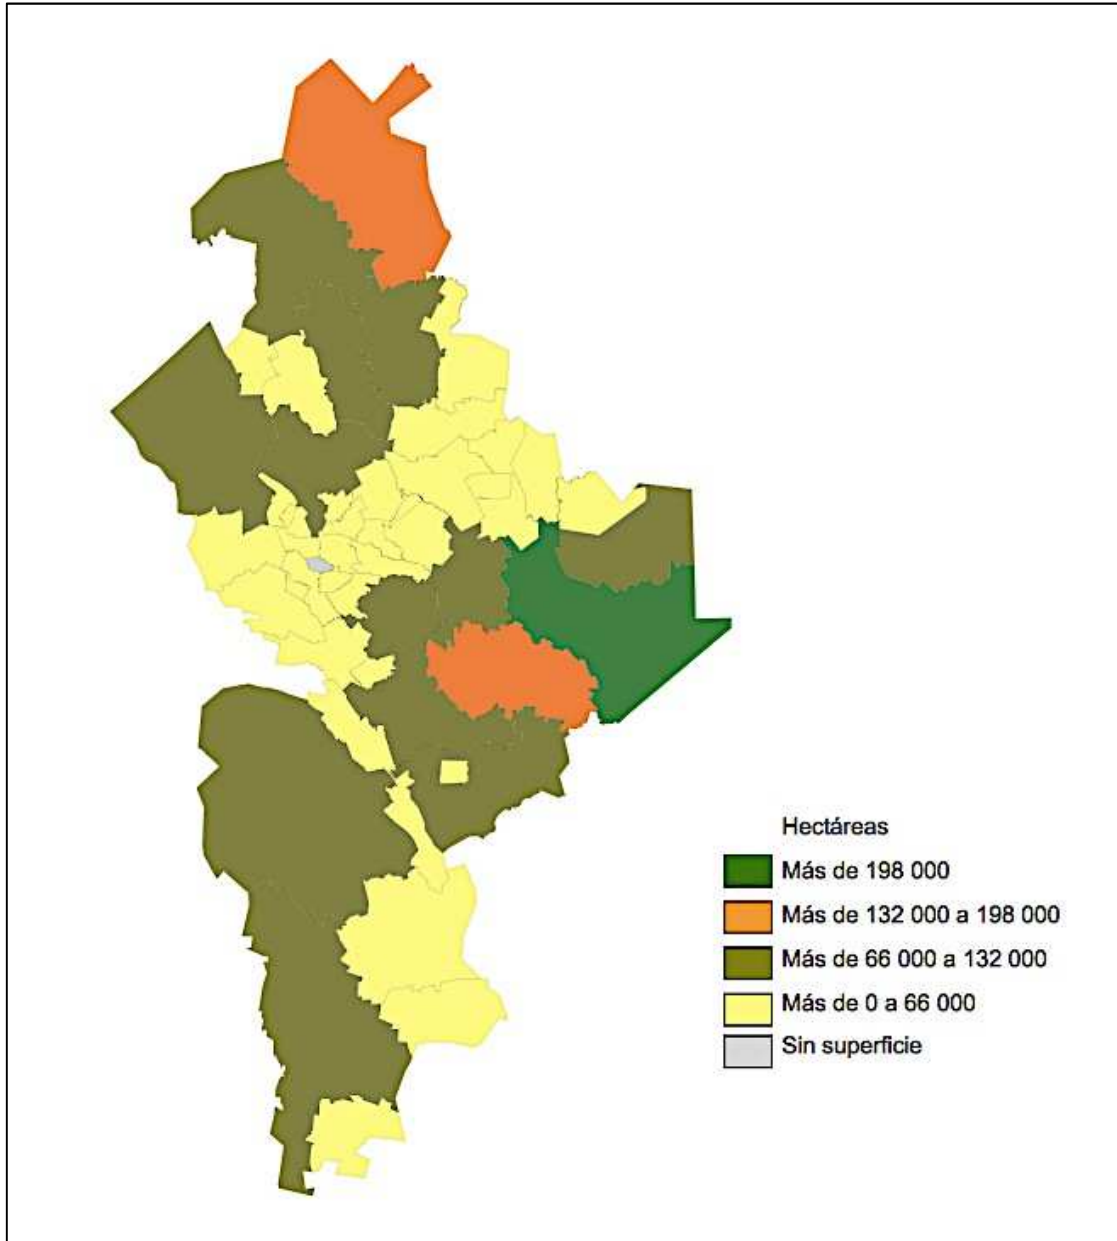 Hectáreas
Más de 198 000
Más de 132 000 a 198 000
Más de 66 000 a 132 000
Más de 0 a 66 000
Sin superficie